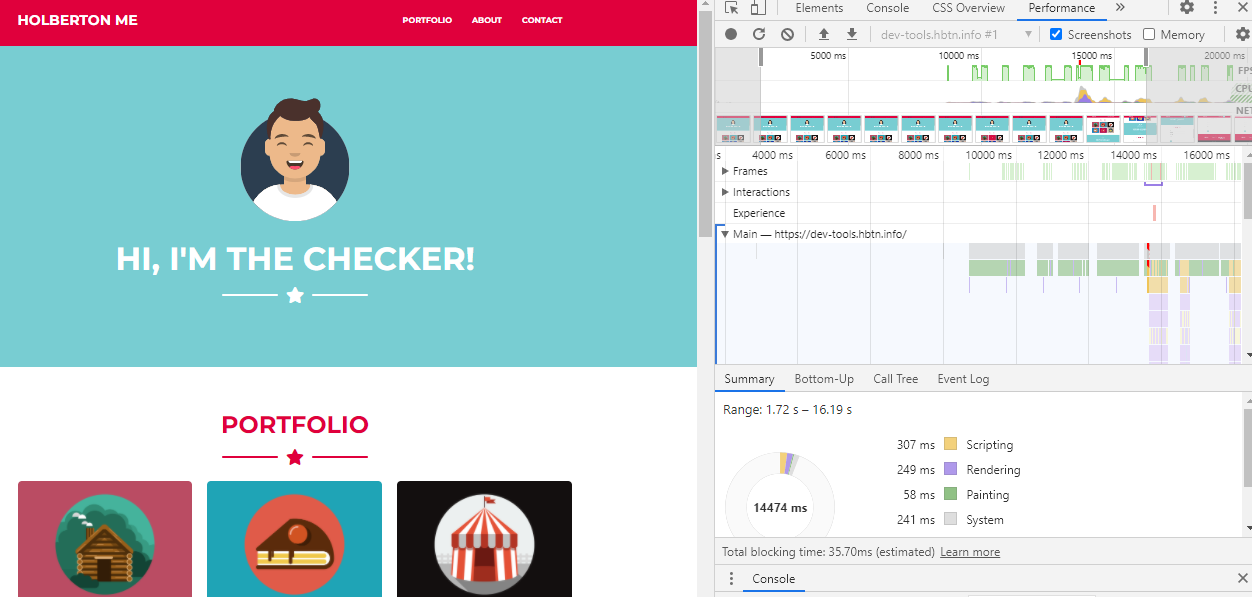 HOLBERTON ME
PORTFOLIO ABOUT CONTACT
HI, I'M THE CHECKER!
PORTFOLIO
Elements Console CSS Overview Performance »
dev-tools.hbtn.info #1 Screenshots Memory
5000 ms 10000 ms 15000 ms 20000 ms
FPS
CPU
NET
s 4000 ms 6000 ms 8000 ms 10000 ms 12000 ms 14000 ms 16000 ms
Frames
Interactions
Experience
Main — https://dev-tools.hbtn.info/
Summary Bottom-Up Call Tree Event Log
Range: 1.72 s – 16.19 s
307 ms Scripting
249 ms Rendering
58 ms Painting
241 ms System
14474 ms
Total blocking time: 35.70ms (estimated) Learn more
Console